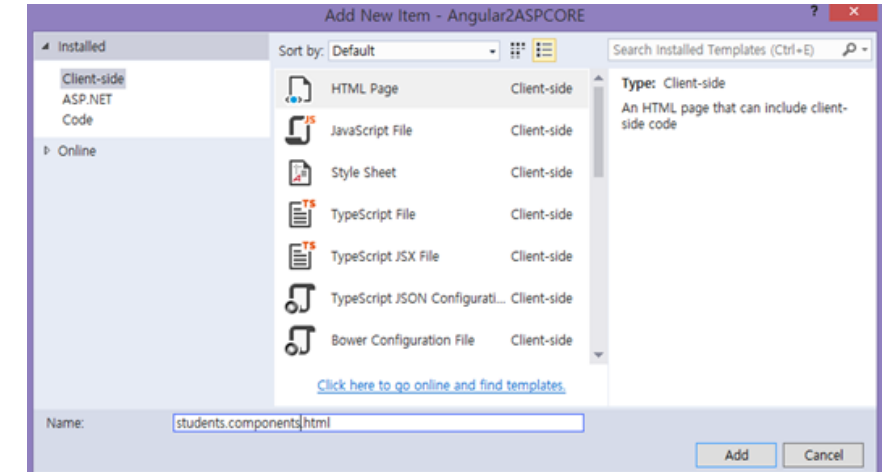 Add New Item - Angular2ASPCORE
? ×
Installed
Client-side
ASP.NET
Code
Online
Sort by: Default
Search Installed Templates (Ctrl+E)
HTML Page Client-side
JavaScript File Client-side
Style Sheet Client-side
TypeScript File Client-side
TypeScript JSX File Client-side
TypeScript JSON Configurati... Client-side
Bower Configuration File Client-side
Click here to go online and find templates.
Type: Client-side
An HTML page that can include client-
side code
Name: students.components.html
Add Cancel